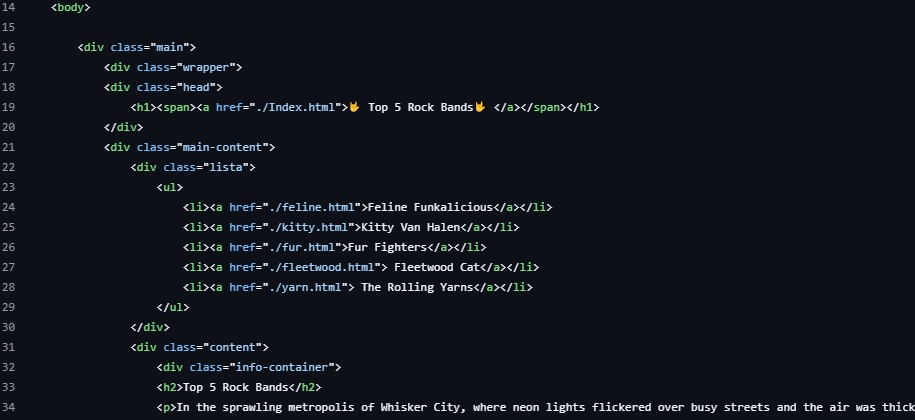 14 <body>
15
16 <div class="main">
17 <div class="wrapper">
18 <div class="head">
19 <h1><span><a href="./Index.html">🤟 Top 5 Rock Bands🤟 </a></span></h1>
20 </div>
21 <div class="main-content">
22 <div class="lista">
23 <ul>
24 <li><a href="./feline.html">Feline Funkalicious</a></li>
25 <li><a href="./kitty.html">Kitty Van Halen</a></li>
26 <li><a href="./fur.html">Fur Fighters</a></li>
27 <li><a href="./fleetwood.html"> Fleetwood Cat</a></li>
28 <li><a href="./yarn.html"> The Rolling Yarns</a></li>
29 </ul>
30 </div>
31 <div class="content">
32 <div class="info-container">
33 <h2>Top 5 Rock Bands</h2>
34 <p>In the sprawling metropolis of Whisker City, where neon lights flickered over busy streets and the air was thick